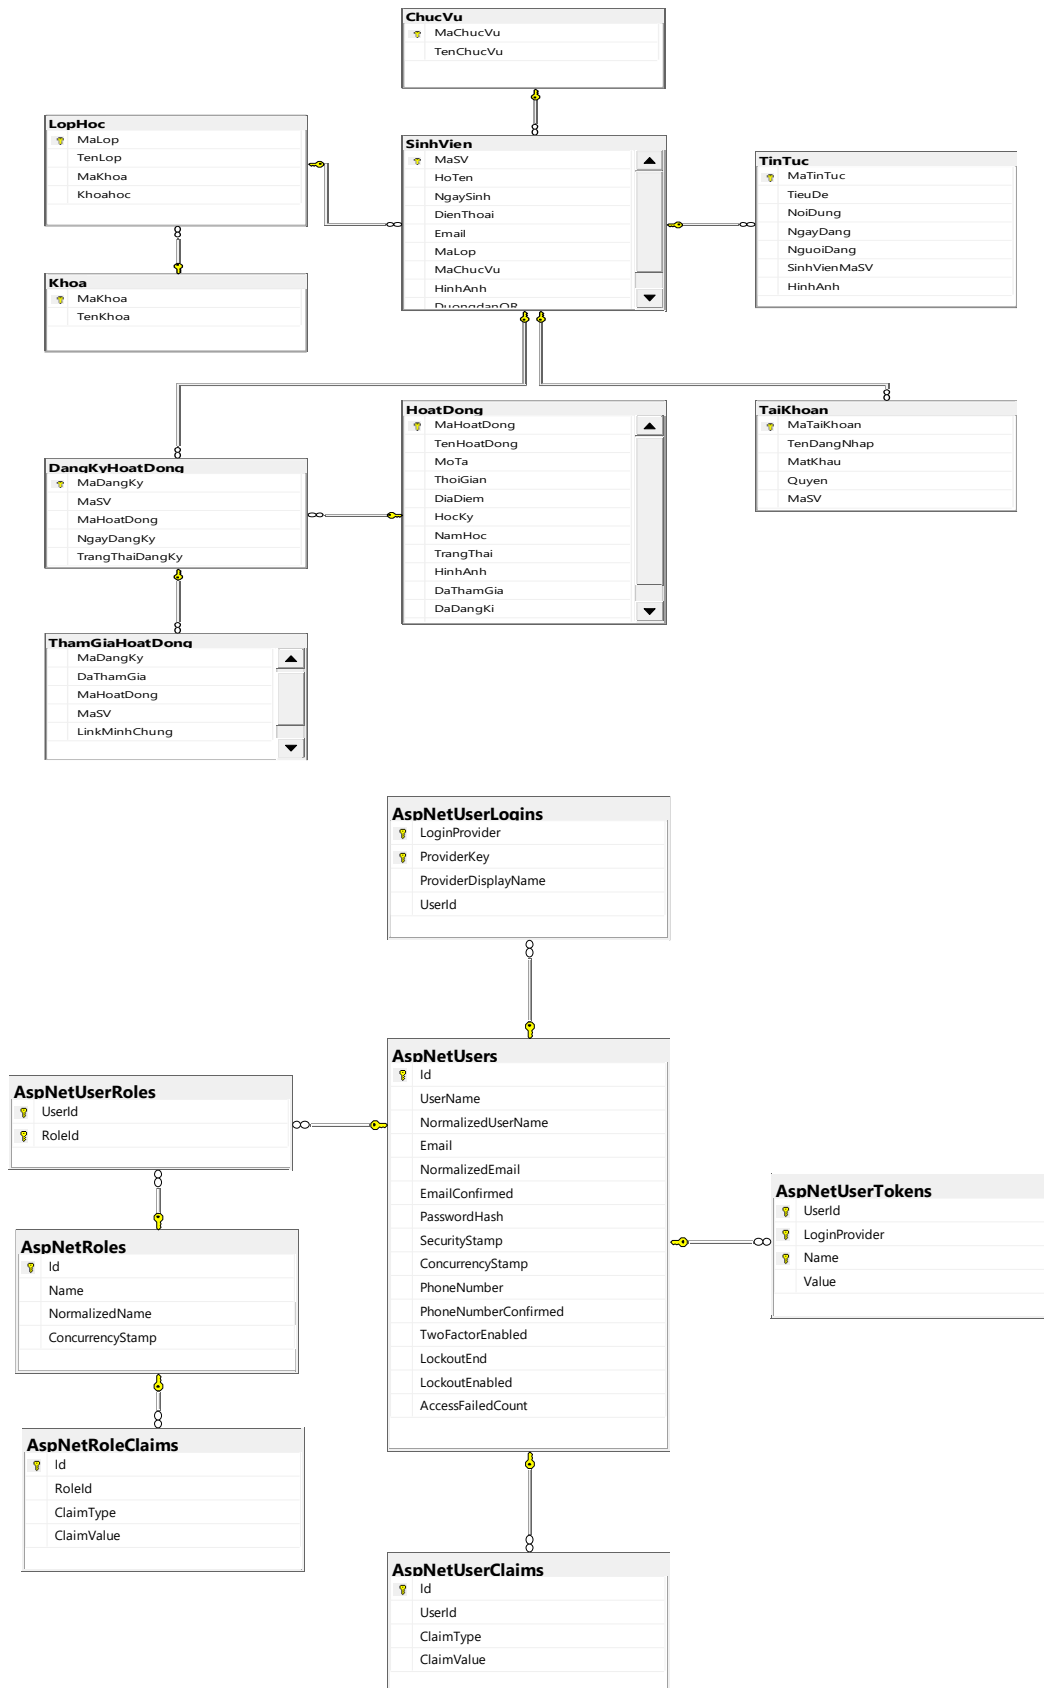 ChucVu
MaChucVu
TenChucVu
LopHoc
MaLop
TenLop
MaKhoa
Khoahoc
SinhVien
MaSV
HoTen
NgaySinh
DienThoai
Email
MaLop
MaChucVu
HinhAnh
DuongdanQR
TinTuc
MaTinTuc
TieuDe
NoiDung
NgayDang
NguoiDang
SinhVienMaSV
HinhAnh
Khoa
MaKhoa
TenKhoa
HoatDong
MaHoatDong
TenHoatDong
MoTa
ThoiGian
DiaDiem
HocKy
NamHoc
TrangThai
HinhAnh
DaThamGia
DaDangKi
TaiKhoan
MaTaiKhoan
TenDangNhap
MatKhau
Quyen
MaSV
DangKyHoatDong
MaDangKy
MaSV
MaHoatDong
NgayDangKy
TrangThaiDangKy
ThamGiaHoatDong
MaDangKy
DaThamGia
MaHoatDong
MaSV
LinkMinhChung
AspNetUserLogins
LoginProvider
ProviderKey
ProviderDisplayName
UserId
AspNetUsers
Id
UserName
NormalizedUserName
Email
NormalizedEmail
EmailConfirmed
PasswordHash
SecurityStamp
ConcurrencyStamp
PhoneNumber
PhoneNumberConfirmed
TwoFactorEnabled
LockoutEnd
LockoutEnabled
AccessFailedCount
AspNetUserRoles
UserId
RoleId
AspNetUserTokens
UserId
LoginProvider
Name
Value
AspNetRoles
Id
Name
NormalizedName
ConcurrencyStamp
AspNetRoleClaims
Id
RoleId
ClaimType
ClaimValue
AspNetUserClaims
Id
UserId
ClaimType
ClaimValue